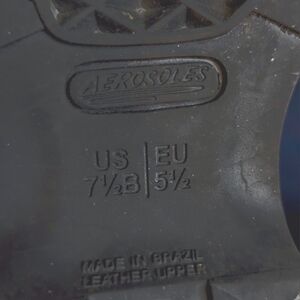 AEROSOLES
US | EU
7½B | 5½
MADE IN BRAZIL
LEATHER UPPER